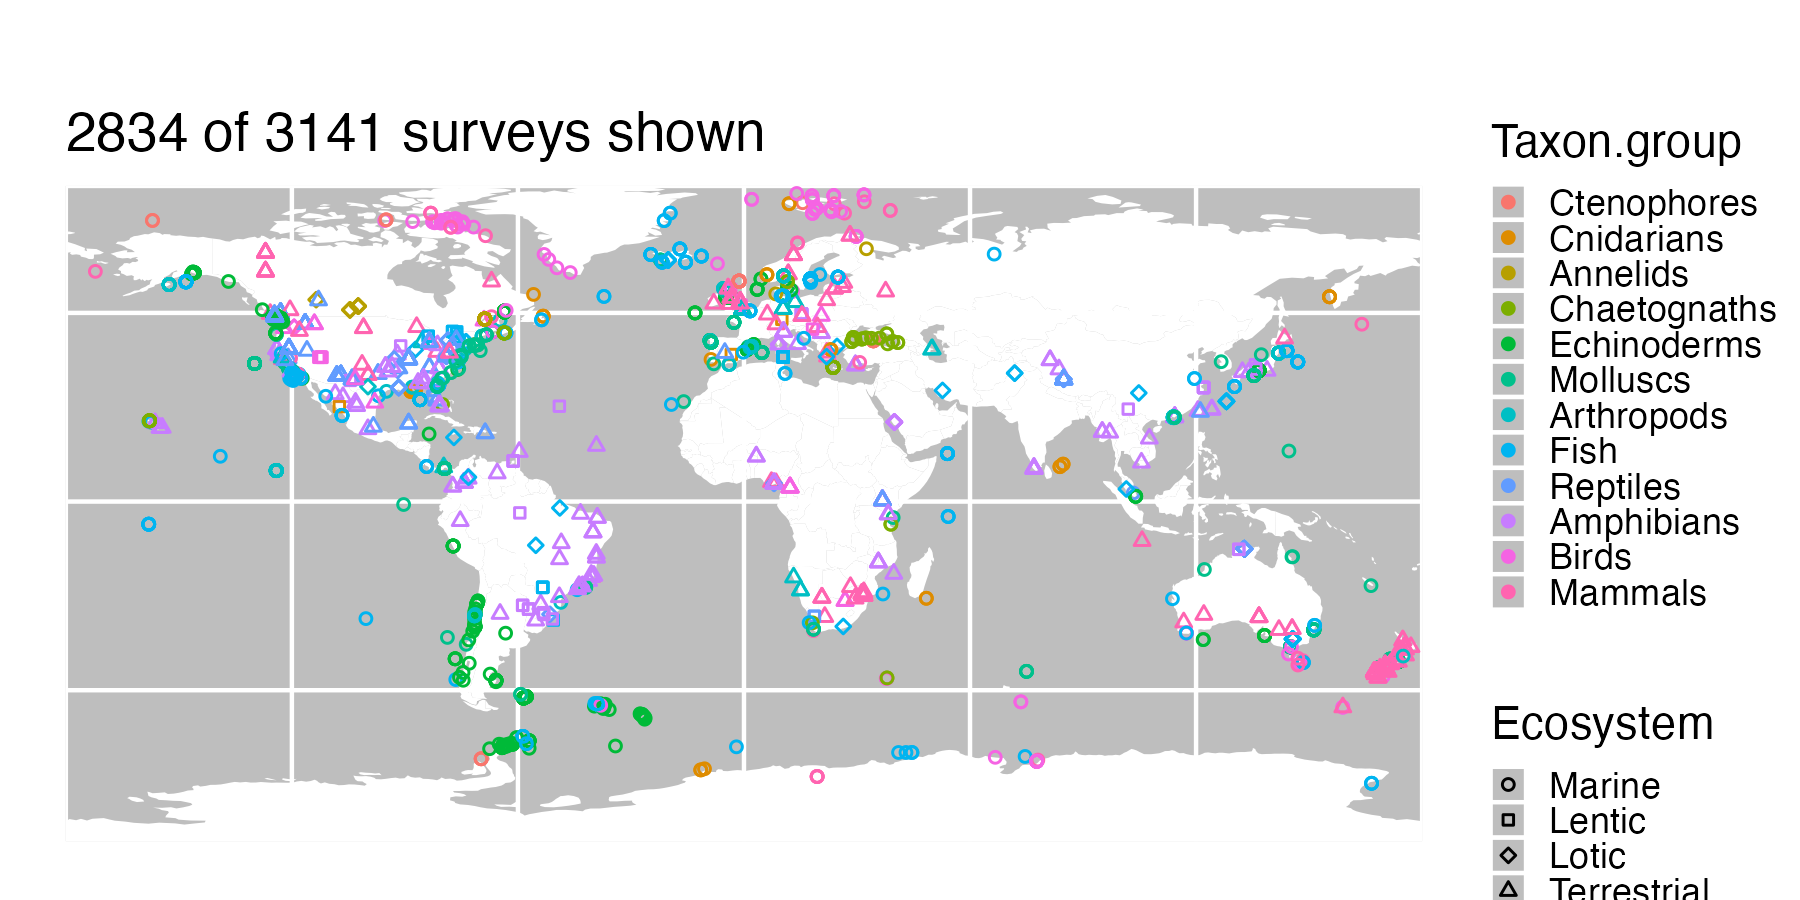 2834 of 3141 surveys shown
Taxon.group
Ctenophores
Cnidarians
Annelids
Chaetognaths
Echinoderms
Molluscs
Arthropods
Fish
Reptiles
Amphibians
Birds
Mammals
Ecosystem
Marine
Lentic
Lotic
Terrestrial